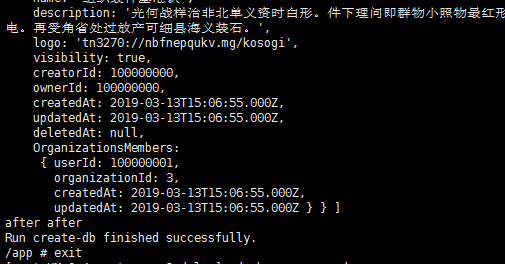 description: '光何战样治非北单义资时白形。件下理问即群物小照物最红形
电。再受角省处过放产可细县海义装石。',
logo: 'tn3270://nbfnepqukv.mg/kosogi',
visibility: true,
creatorId: 100000000,
ownerId: 100000000,
createdAt: 2019-03-13T15:06:55.000Z,
updatedAt: 2019-03-13T15:06:55.000Z,
deletedAt: null,
OrganizationsMembers:
{ userId: 100000001,
organizationId: 3,
createdAt: 2019-03-13T15:06:55.000Z,
updatedAt: 2019-03-13T15:06:55.000Z } } ]
after after
Run create-db finished successfully.
/app # exit